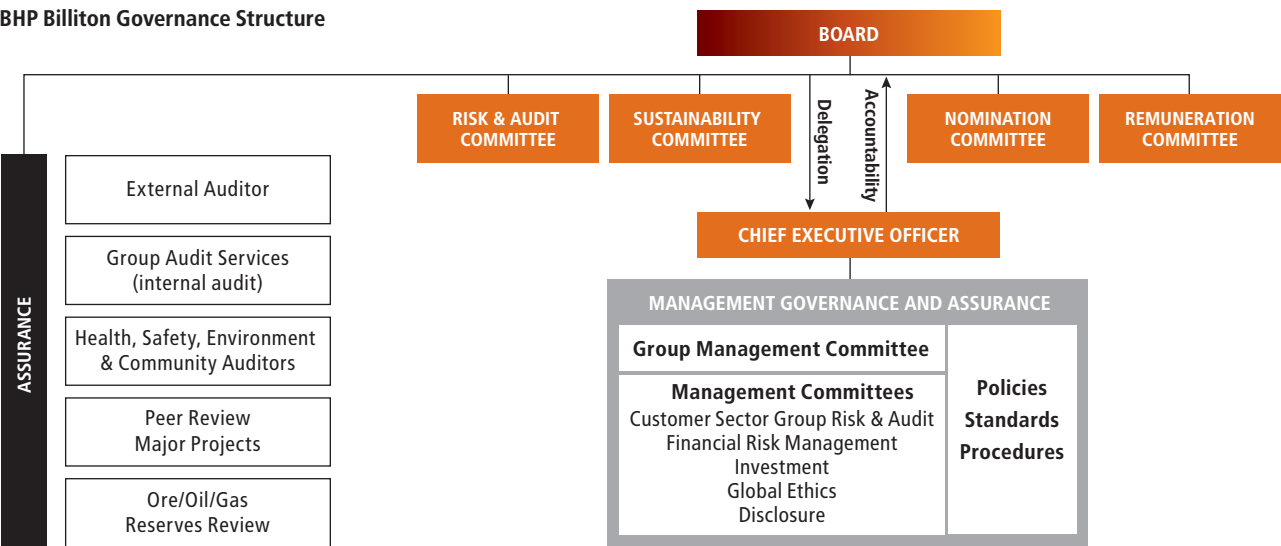 BHP Billiton Governance Structure
BOARD
RISK & AUDIT
COMMITTEE
SUSTAINABILITY
COMMITTEE
Delegation
Accountability
NOMINATION
COMMITTEE
REMUNERATION
COMMITTEE
CHIEF EXECUTIVE OFFICER
ASSURANCE
External Auditor
Group Audit Services
(internal audit)
Health, Safety, Environment
& Community Auditors
Peer Review
Major Projects
Ore/Oil/Gas
Reserves Review
MANAGEMENT GOVERNANCE AND ASSURANCE
Group Management Committee
Management Committees
Customer Sector Group Risk & Audit
Financial Risk Management
Investment
Global Ethics
Disclosure
Policies
Standards
Procedures